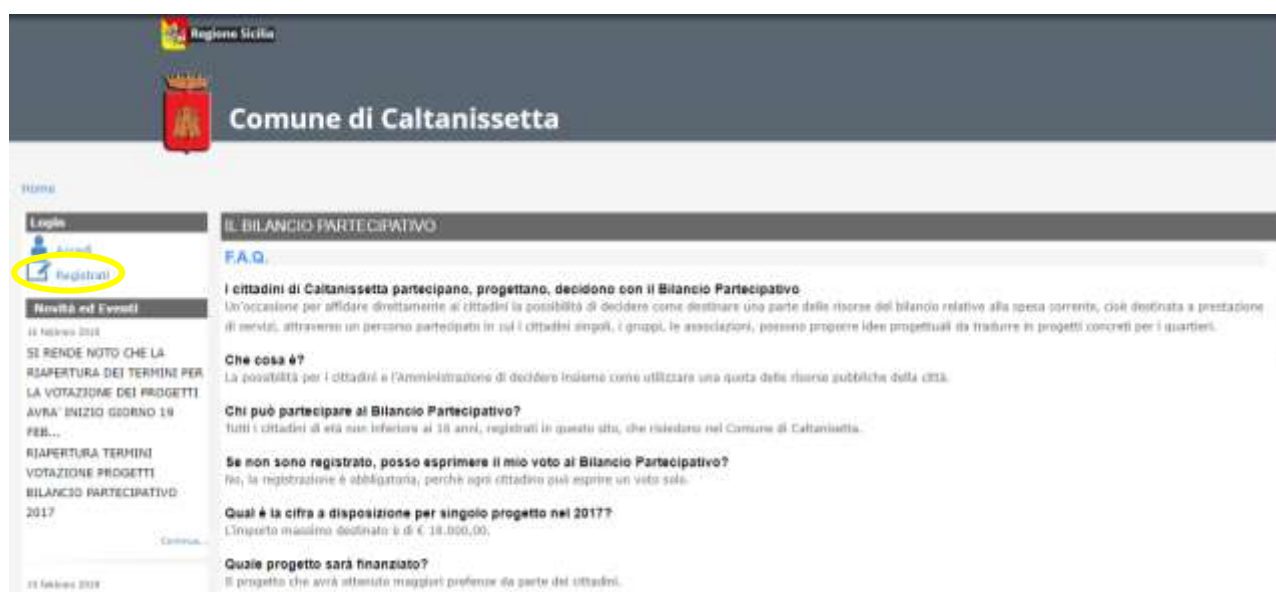 Regione Sicilia
Comune di Caltanissetta
Home
Login
Accedi
Registrati
Novità ed Eventi
16 febbraio 2018
SI RENDE NOTO CHE LA
RIAPERTURA DEI TERMINI PER
LA VOTAZIONE DEI PROGETTI
AVRA' INIZIO GIORNO 19
FEB...
RIAPERTURA TERMINI
VOTAZIONE PROGETTI
BILANCIO PARTECIPATIVO
2017
Continua...
febbraio 2018
IL BILANCIO PARTECIPATIVO
F.A.Q.
I cittadini di Caltanissetta partecipano, progettano, decidono con il Bilancio Partecipativo
Un'occasione per affidare direttamente ai cittadini la possibilità di decidere come destinare una parte delle risorse del bilancio relative alla spesa corrente, cioè destinata a prestazione
di servizi, attraverso un percorso partecipato in cui i cittadini singoli, i gruppi, le associazioni, possono proporre idee progettuali da tradurre in progetti concreti per i quartieri.
Che cosa é?
La possibilità per i cittadini e l'Amministrazione di decidere insieme come utilizzare una quota delle risorse pubbliche della città.
Chi può partecipare al Bilancio Partecipativo?
Tutti i cittadini di età non inferiore ai 18 anni, registrati in questo sito, che risiedono nel Comune di Caltanissetta.
Se non sono registrato, posso esprimere il mio voto al Bilancio Partecipativo?
No, la registrazione è obbligatoria, perchè ogni cittadino può esprire un voto solo.
Qual é la cifra a disposizione per singolo progetto nel 2017?
L'importo massimo destinato è di € 18.000,00.
Quale progetto sarà finanziato?
Il progetto che avrà ottenuto maggiori prefenze da parte dei cittadini.